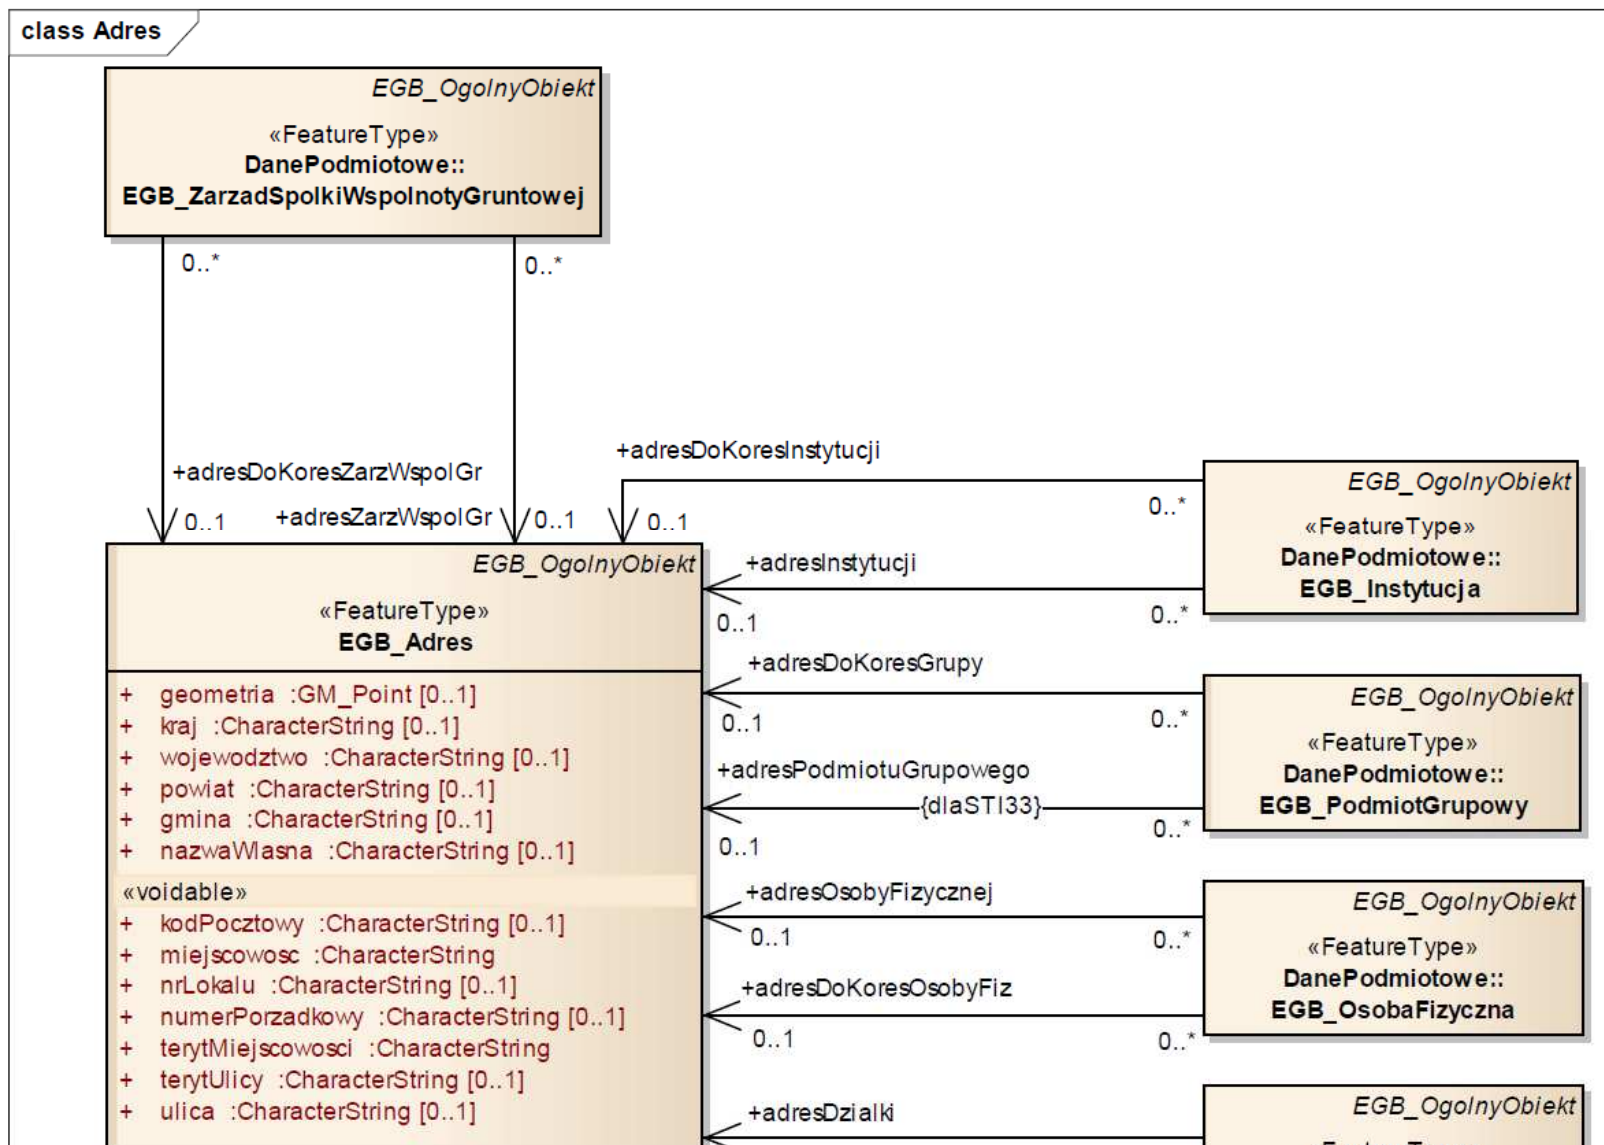 class Adres
EGB_OgolnyObiekt
«FeatureType»
DanePodmiotowe::
EGB_ZarzadSpolkiWspolnotyGruntowej
0..*
0..*
+adresDoKoresZarzWspolGr
0..1
+adresZarzWspolGr
0..1
+adresDoKoresInstytucji
0..1
0..*
EGB_OgolnyObiekt
«FeatureType»
DanePodmiotowe::
EGB_Instytucja
+adresInstytucji
0..1
0..*
EGB_OgolnyObiekt
«FeatureType»
EGB_Adres
+ geometria :GM_Point [0..1]
+ kraj :CharacterString [0..1]
+ wojewodztwo :CharacterString [0..1]
+ powiat :CharacterString [0..1]
+ gmina :CharacterString [0..1]
+ nazwaWlasna :CharacterString [0..1]
«voidable»
+ kodPocztowy :CharacterString [0..1]
+ miejscowosc :CharacterString
+ nrLokalu :CharacterString [0..1]
+ numerPorzadkowy :CharacterString [0..1]
+ terytMiejscowosci :CharacterString
+ terytUlicy :CharacterString [0..1]
+ ulica :CharacterString [0..1]
+adresDoKoresGrupy
0..1
0..*
+adresPodmiotuGrupowego
{dlaSTI33}
0..1
0..*
EGB_OgolnyObiekt
«FeatureType»
DanePodmiotowe::
EGB_PodmiotGrupowy
+adresOsobyFizycznej
0..1
0..*
+adresDoKoresOsobyFiz
0..1
0..*
EGB_OgolnyObiekt
«FeatureType»
DanePodmiotowe::
EGB_OsobaFizyczna
+adresDzialki
EGB_OgolnyObiekt